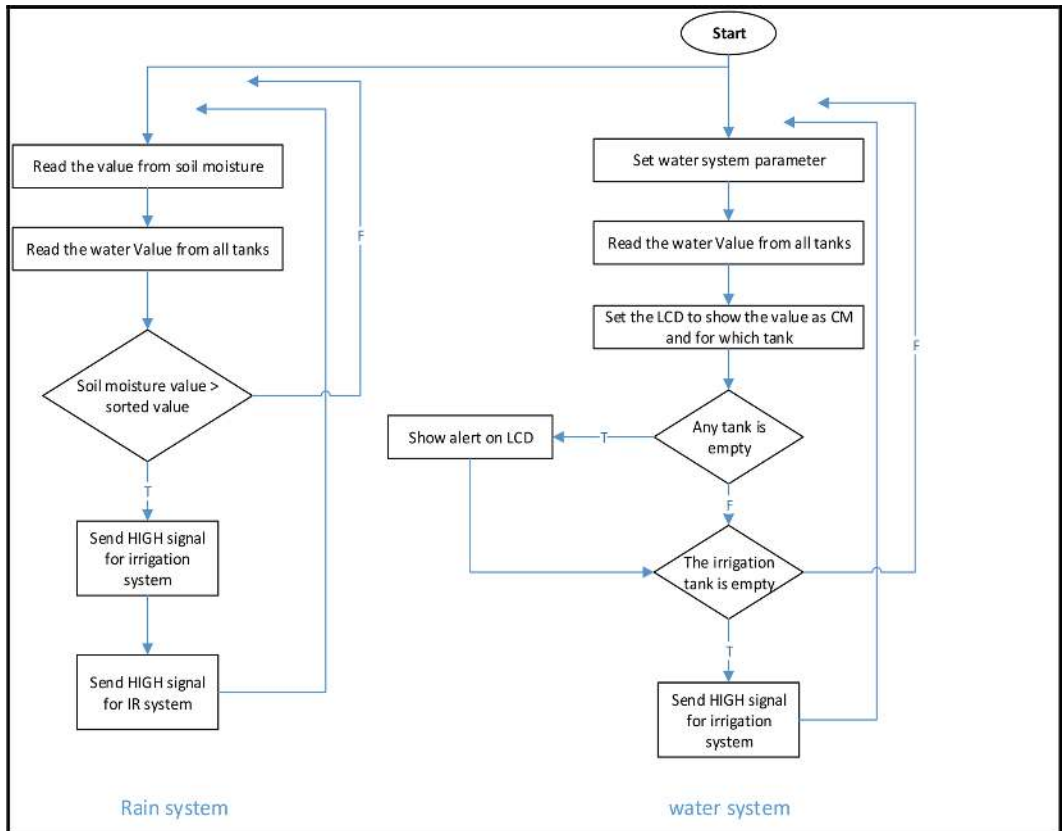 Start
Read the value from soil moisture
Read the water Value from all tanks
Soil moisture value >
sorted value
F
T
Send HIGH signal
for irrigation
system
Send HIGH signal
for IR system
Rain system
Set water system parameter
Read the water Value from all tanks
Set the LCD to show the value as CM
and for which tank
F
Any tank is
empty
T
Show alert on LCD
F
The irrigation
tank is empty
T
Send HIGH signal
for irrigation
system
water system